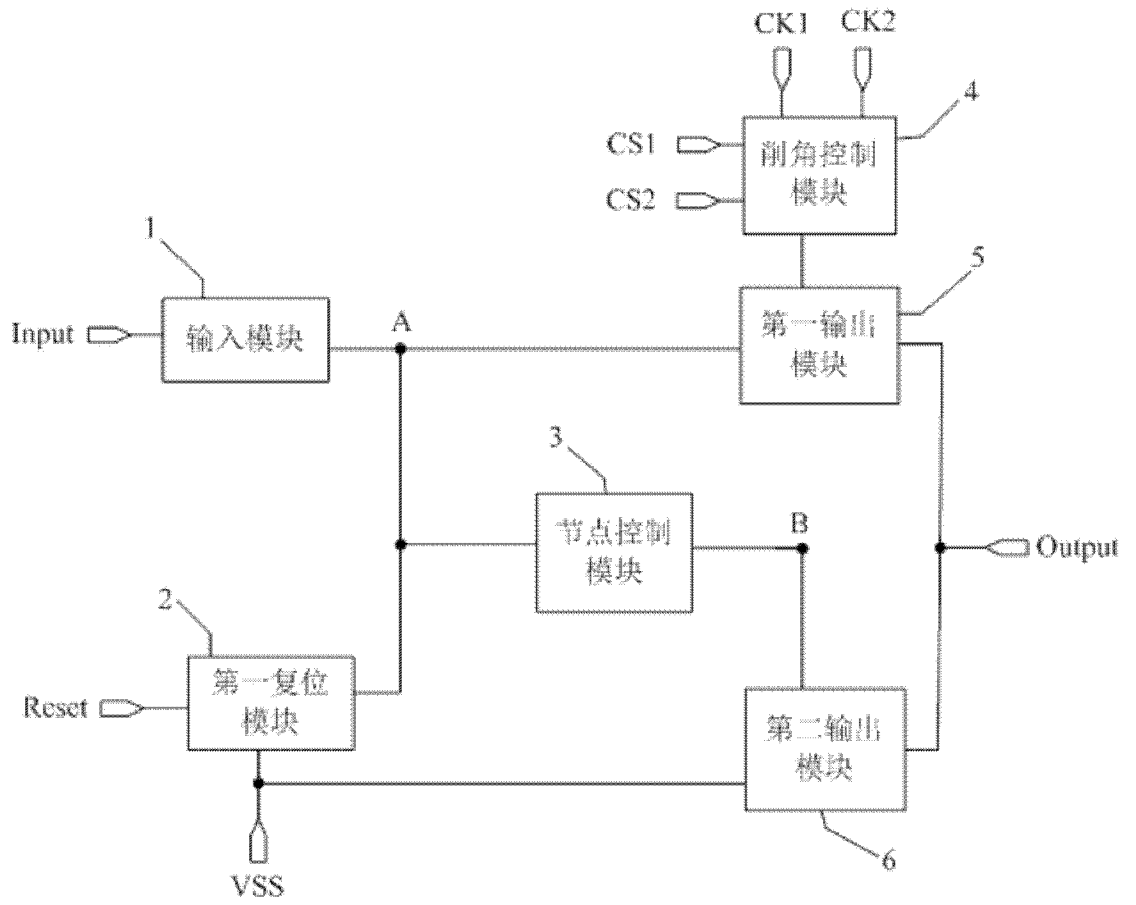 CK1
CK2
4
CS1
削角控制
模块
CS2
1
5
Input
输入模块
A
第一输出
模块
3
节点控制
模块
B
Output
2
Reset
第一复位
模块
第二输出
模块
6
VSS